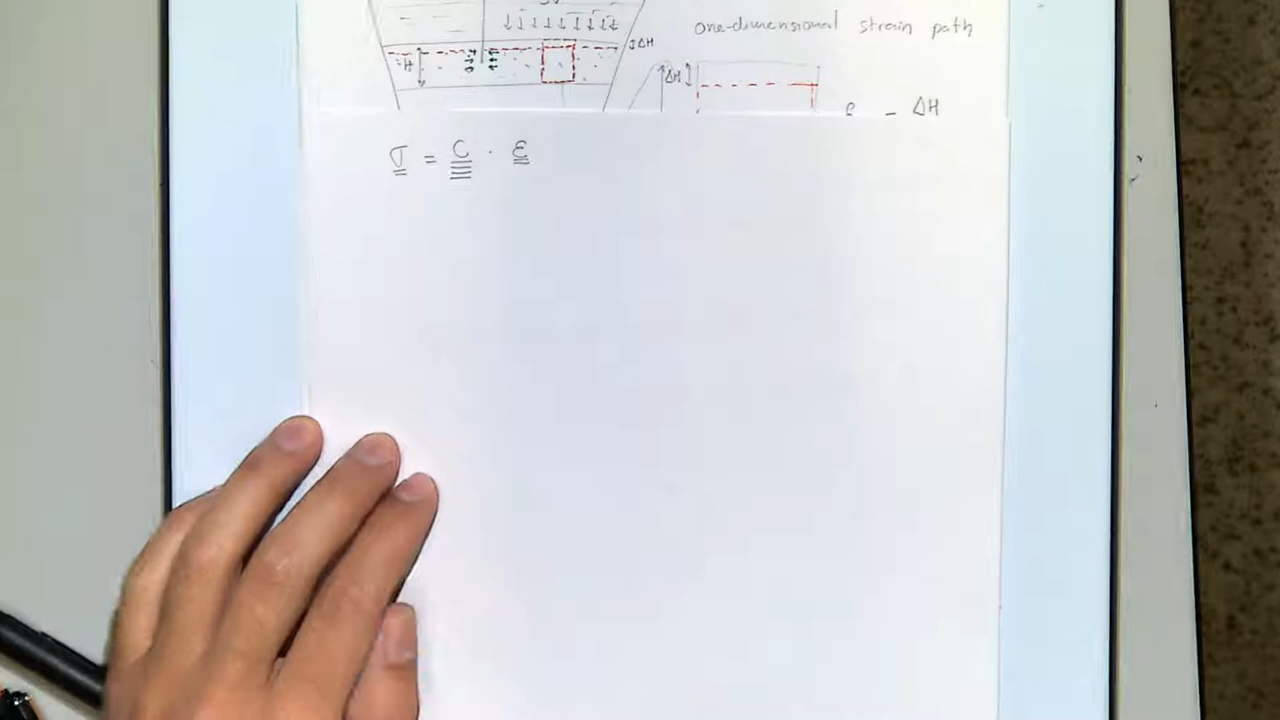 one-dimensional strain path
ΔH
H
ΔH
= ΔH
σ = C · ε